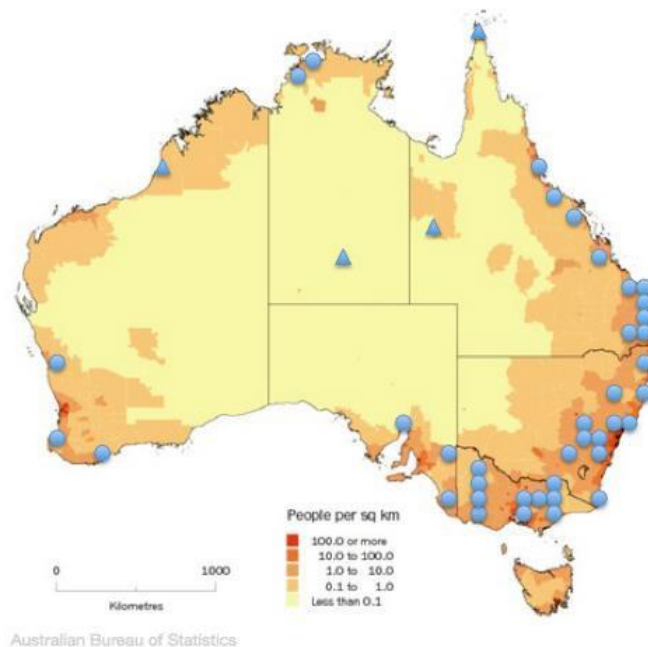 People per sq km
100.0 or more
10.0 to 100.0
1.0 to 10.0
0.1 to 1.0
Less than 0.1
0 1000
Kilometres
Australian Bureau of Statistics